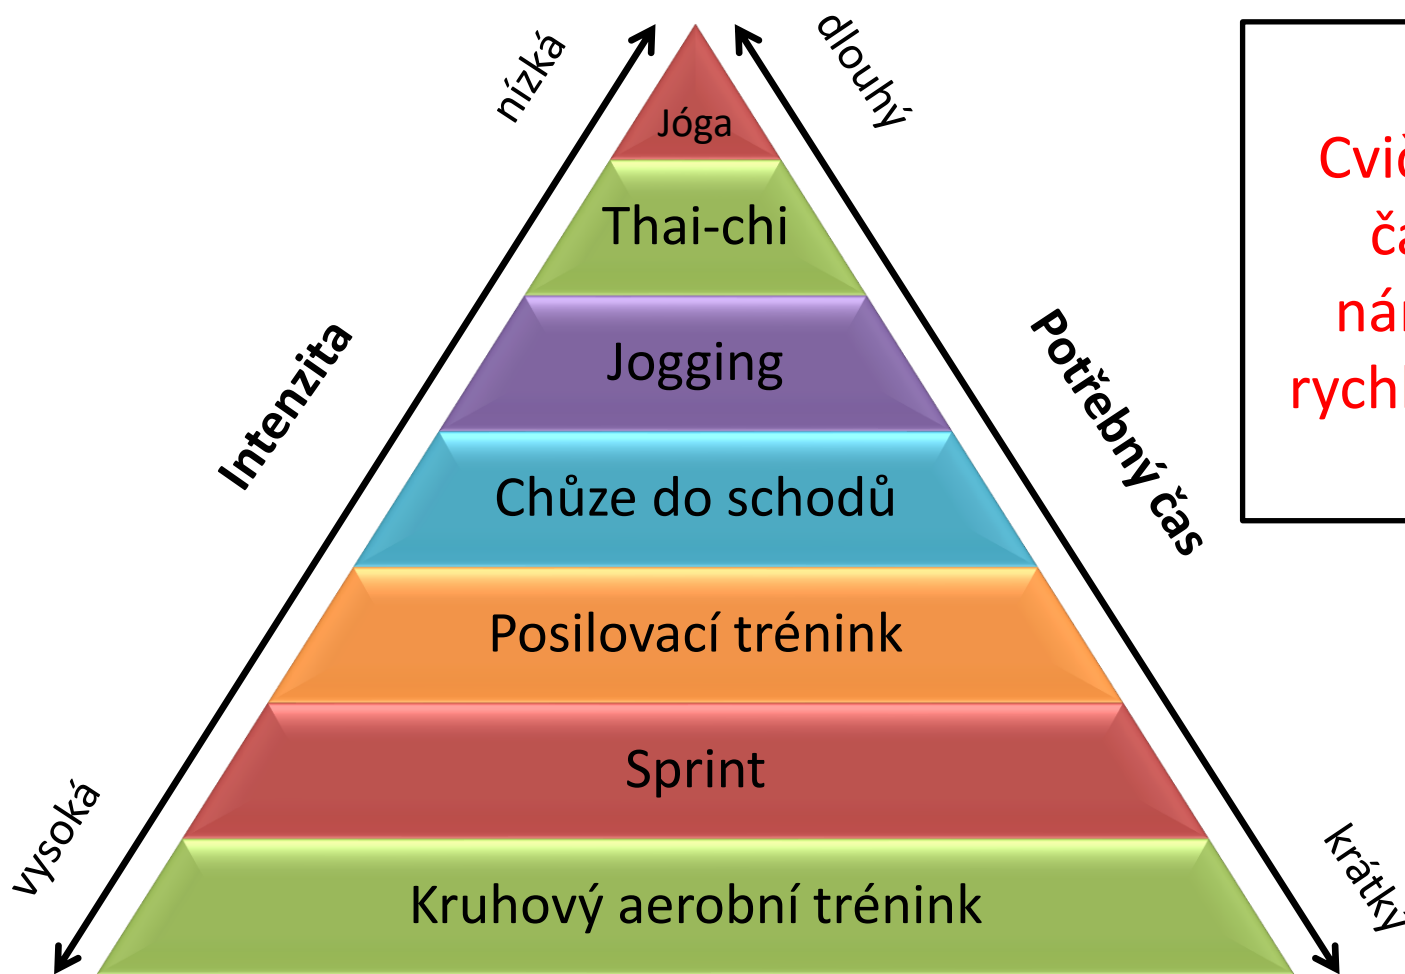 nízká
dlouhý
Jóga
Thai-chi
Intenzita
Jogging
Potřebný čas
Chůze do schodů
Posilovací trénink
Sprint
vysoká
krátký
Kruhový aerobní trénink